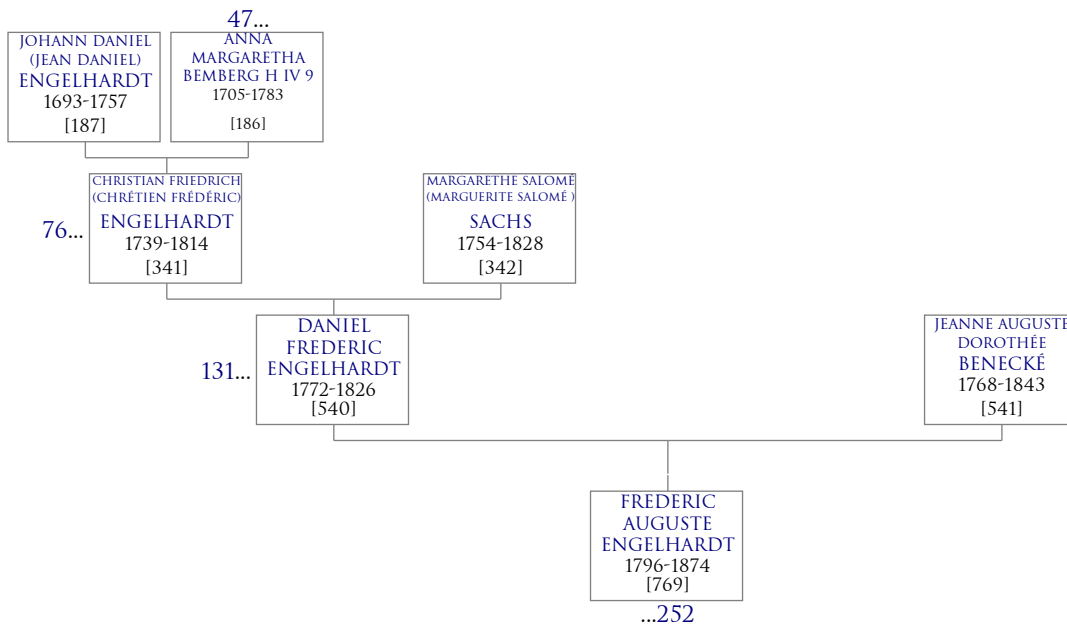 47...
JOHANN DANIEL
(JEAN DANIEL)
ENGELHARDT
1693-1757
[187]
ANNA
MARGARETHA
BEMBERG H IV 9
1705-1783
[186]
76...
CHRISTIAN FRIEDRICH
(CHRÉTIEN FRÉDÉRIC)
ENGELHARDT
1739-1814
[341]
MARGARETHE SALOMÉ
(MARGUERITE SALOMÉ )
SACHS
1754-1828
[342]
131...
DANIEL
FREDERIC
ENGELHARDT
1772-1826
[540]
JEANNE AUGUSTE
DOROTHÉE
BENECKÉ
1768-1843
[541]
FREDERIC
AUGUSTE
ENGELHARDT
1796-1874
[769]
...252